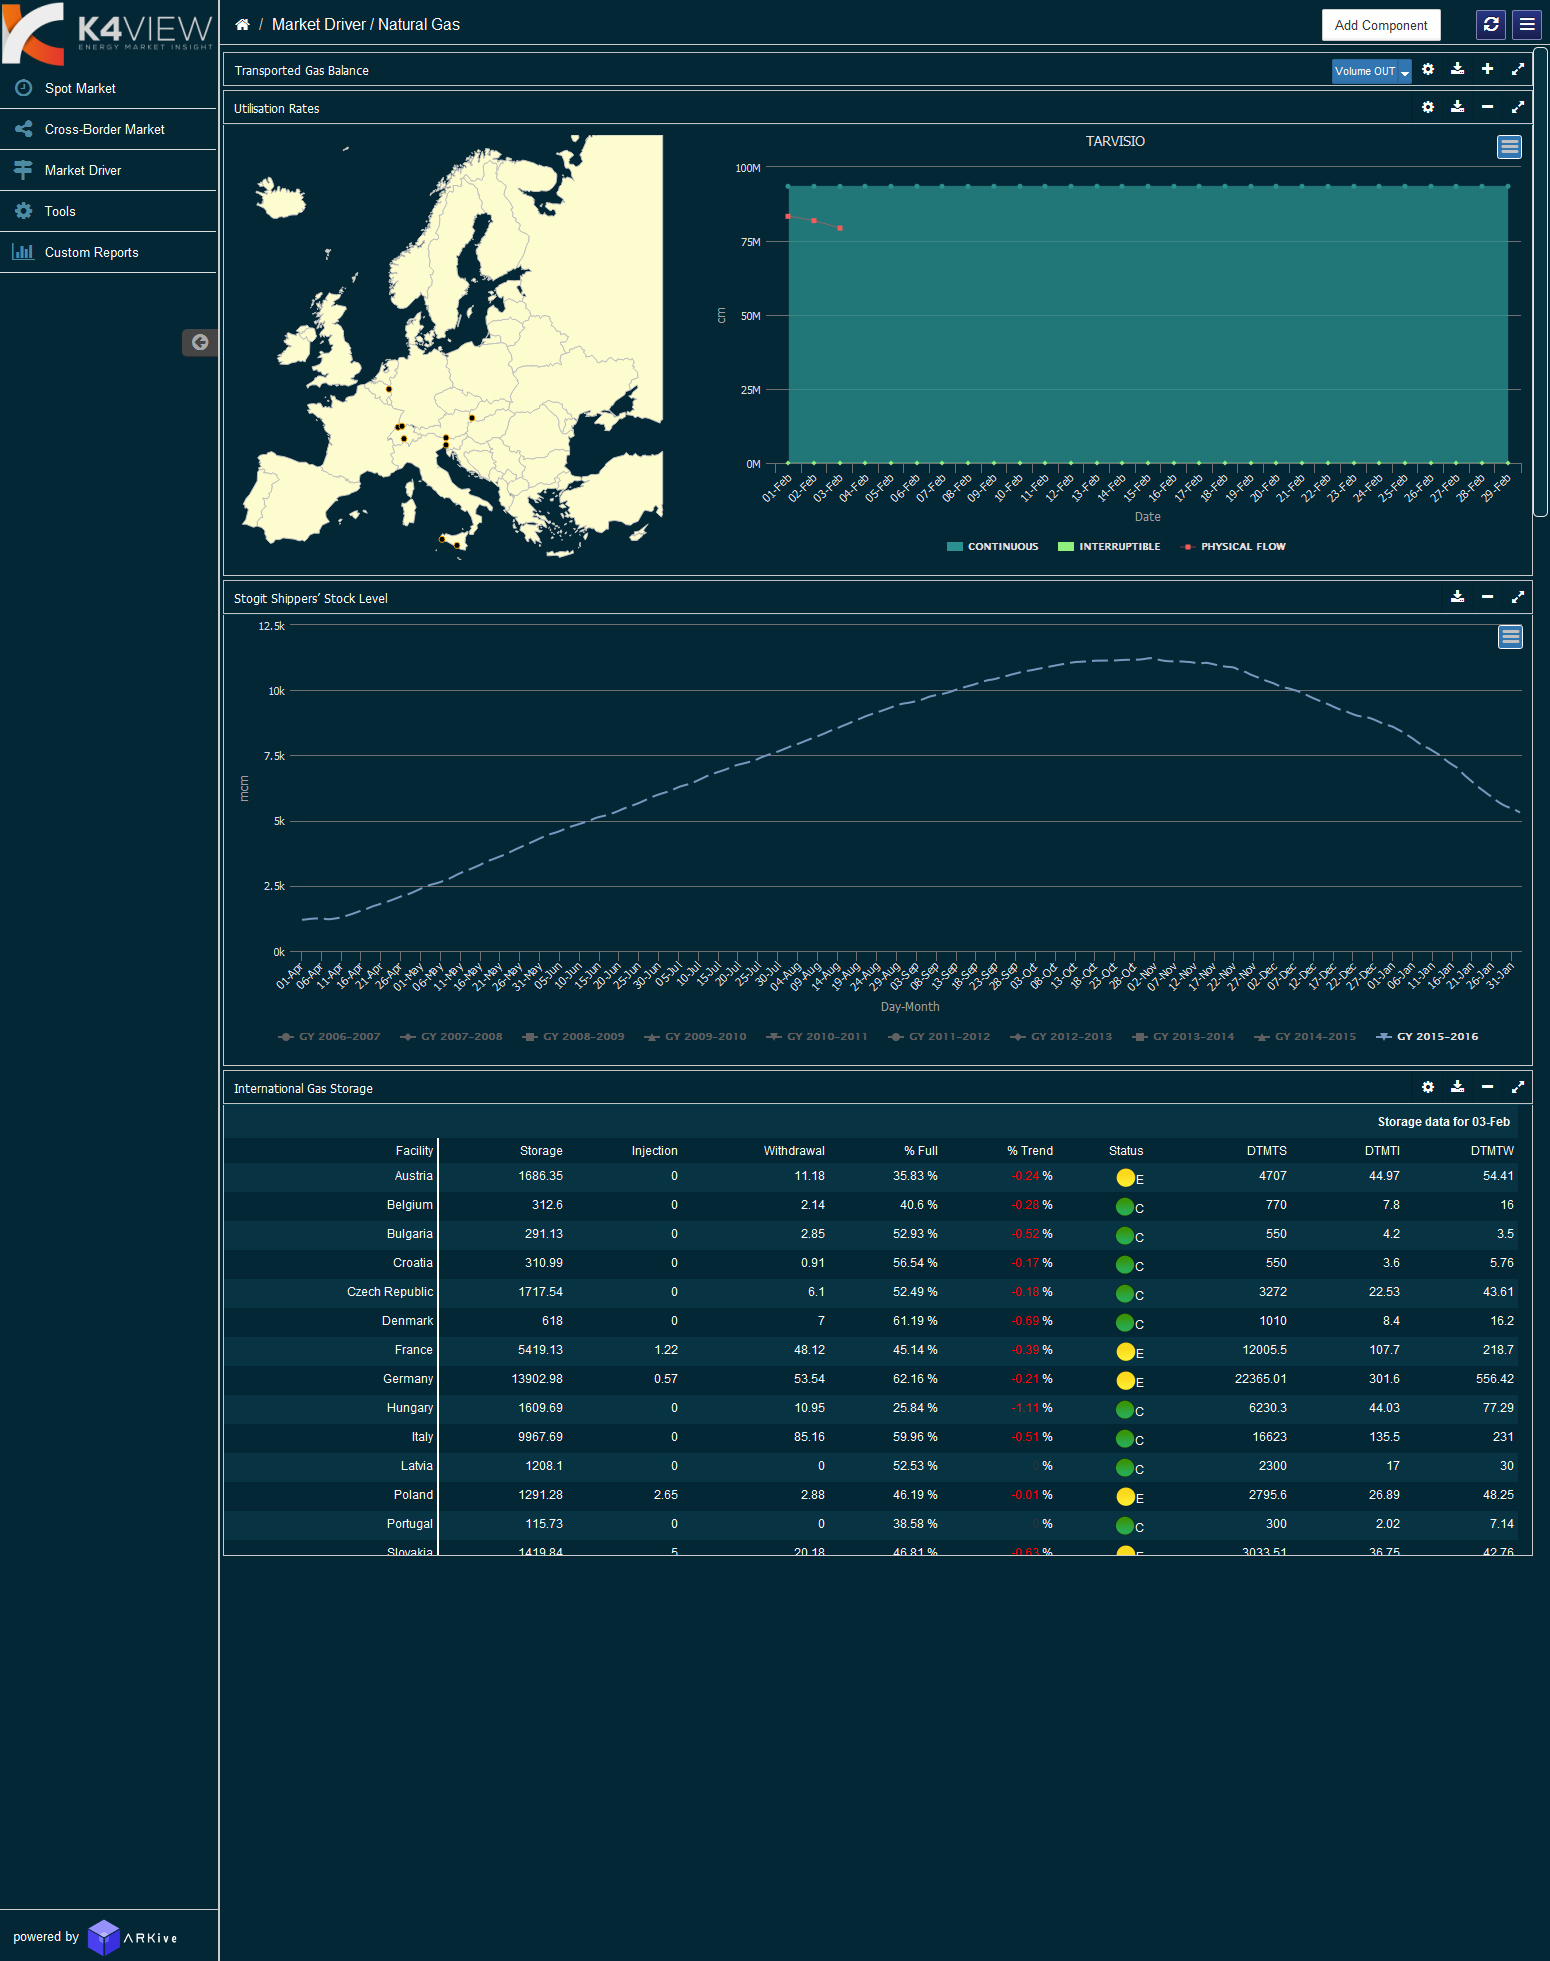 K4VIEW
ENERGY MARKET INSIGHT
Spot Market
Cross-Border Market
Market Driver
Tools
Custom Reports
/ Market Driver / Natural Gas
Add Component
Transported Gas Balance
Volume OUT
Utilisation Rates
TARVISIO
100M
75M
50M
25M
0M
cm
01-Feb 02-Feb 03-Feb 04-Feb 05-Feb 06-Feb 07-Feb 08-Feb 09-Feb 10-Feb 11-Feb 12-Feb 13-Feb 14-Feb 15-Feb 16-Feb 17-Feb 18-Feb 19-Feb 20-Feb 21-Feb 22-Feb 23-Feb 24-Feb 25-Feb 26-Feb 27-Feb 28-Feb 29-Feb
Date
CONTINUOUS INTERRUPTIBLE PHYSICAL FLOW
Stogit Shippers’ Stock Level
12.5k
10k
7.5k
5k
2.5k
0k
mcm
01-Apr 06-Apr 11-Apr 16-Apr 21-Apr 26-Apr 01-May 06-May 11-May 16-May 21-May 26-May 31-May 05-Jun 10-Jun 15-Jun 20-Jun 25-Jun 30-Jun 05-Jul 10-Jul 15-Jul 20-Jul 25-Jul 30-Jul 04-Aug 09-Aug 14-Aug 19-Aug 24-Aug 29-Aug 03-Sep 08-Sep 13-Sep 18-Sep 23-Sep 28-Sep 03-Oct 08-Oct 13-Oct 18-Oct 23-Oct 28-Oct 02-Nov 07-Nov 12-Nov 17-Nov 22-Nov 27-Nov 02-Dec 07-Dec 12-Dec 17-Dec 22-Dec 27-Dec 01-Jan 06-Jan 11-Jan 16-Jan 21-Jan 26-Jan 31-Jan
Day-Month
GY 2006-2007 GY 2007-2008 GY 2008-2009 GY 2009-2010 GY 2010-2011 GY 2011-2012 GY 2012-2013 GY 2013-2014 GY 2014-2015 GY 2015-2016
International Gas Storage
Storage data for 03-Feb
Facility Storage Injection Withdrawal % Full % Trend Status DTMTS DTMTI DTMTW
Austria 1686.35 0 11.18 35.83 % -0.24 % E 4707 44.97 54.41
Belgium 312.6 0 2.14 40.6 % -0.28 % C 770 7.8 16
Bulgaria 291.13 0 2.85 52.93 % -0.52 % C 550 4.2 3.5
Croatia 310.99 0 0.91 56.54 % -0.17 % C 550 3.6 5.76
Czech Republic 1717.54 0 6.1 52.49 % -0.18 % C 3272 22.53 43.61
Denmark 618 0 7 61.19 % -0.69 % C 1010 8.4 16.2
France 5419.13 1.22 48.12 45.14 % -0.39 % E 12005.5 107.7 218.7
Germany 13902.98 0.57 53.54 62.16 % -0.21 % E 22365.01 301.6 556.42
Hungary 1609.69 0 10.95 25.84 % -1.11 % C 6230.3 44.03 77.29
Italy 9967.69 0 85.16 59.96 % -0.51 % C 16623 135.5 231
Latvia 1208.1 0 0 52.53 % 0 % C 2300 17 30
Poland 1291.28 2.65 2.88 46.19 % -0.01 % E 2795.6 26.89 48.25
Portugal 115.73 0 0 38.58 % 0 % C 300 2.02 7.14
Slovakia 1419.84 5 20.18 46.81 % -0.63 % E 3033.51 36.75 42.76
powered by ARKive